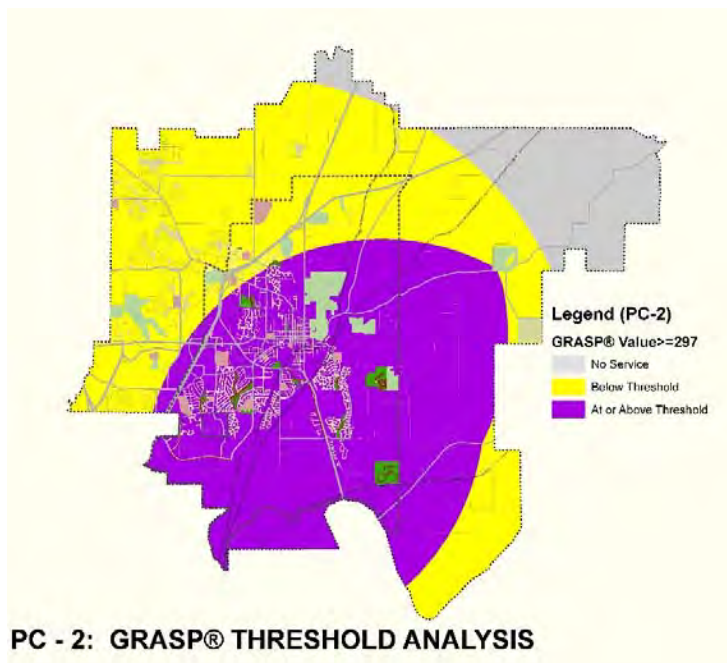 Legend (PC-2)
GRASP® Value>=297
No Service
Below Threshold
At or Above Threshold
PC - 2: GRASP® THRESHOLD ANALYSIS